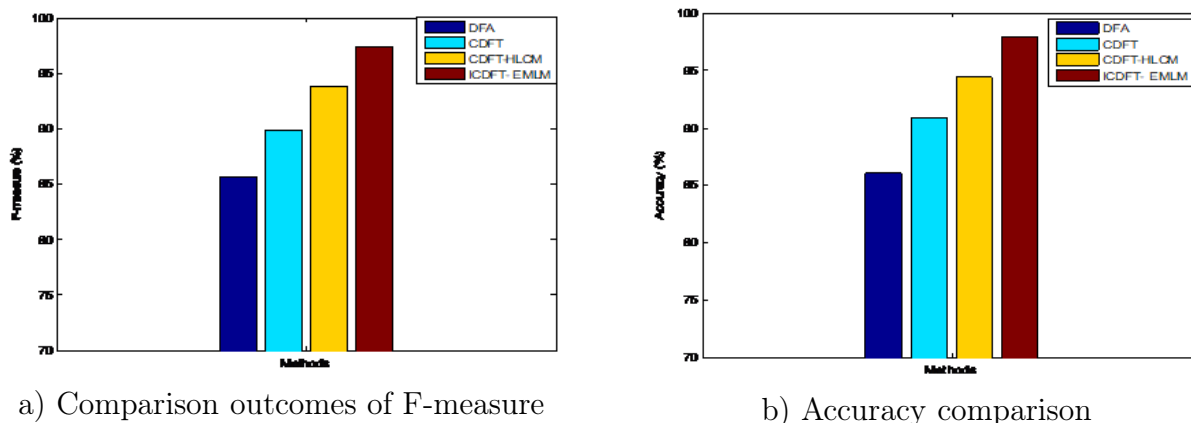 100
95
90
85
80
75
70
F-measure (%)
Methods
DFA
CDFT
CDFT-HLCM
ICDFT- EMLM
a) Comparison outcomes of F-measure
100
95
90
85
80
75
70
Accuracy (%)
Methods
DFA
CDFT
CDFT-HLCM
ICDFT- EMLM
b) Accuracy comparison